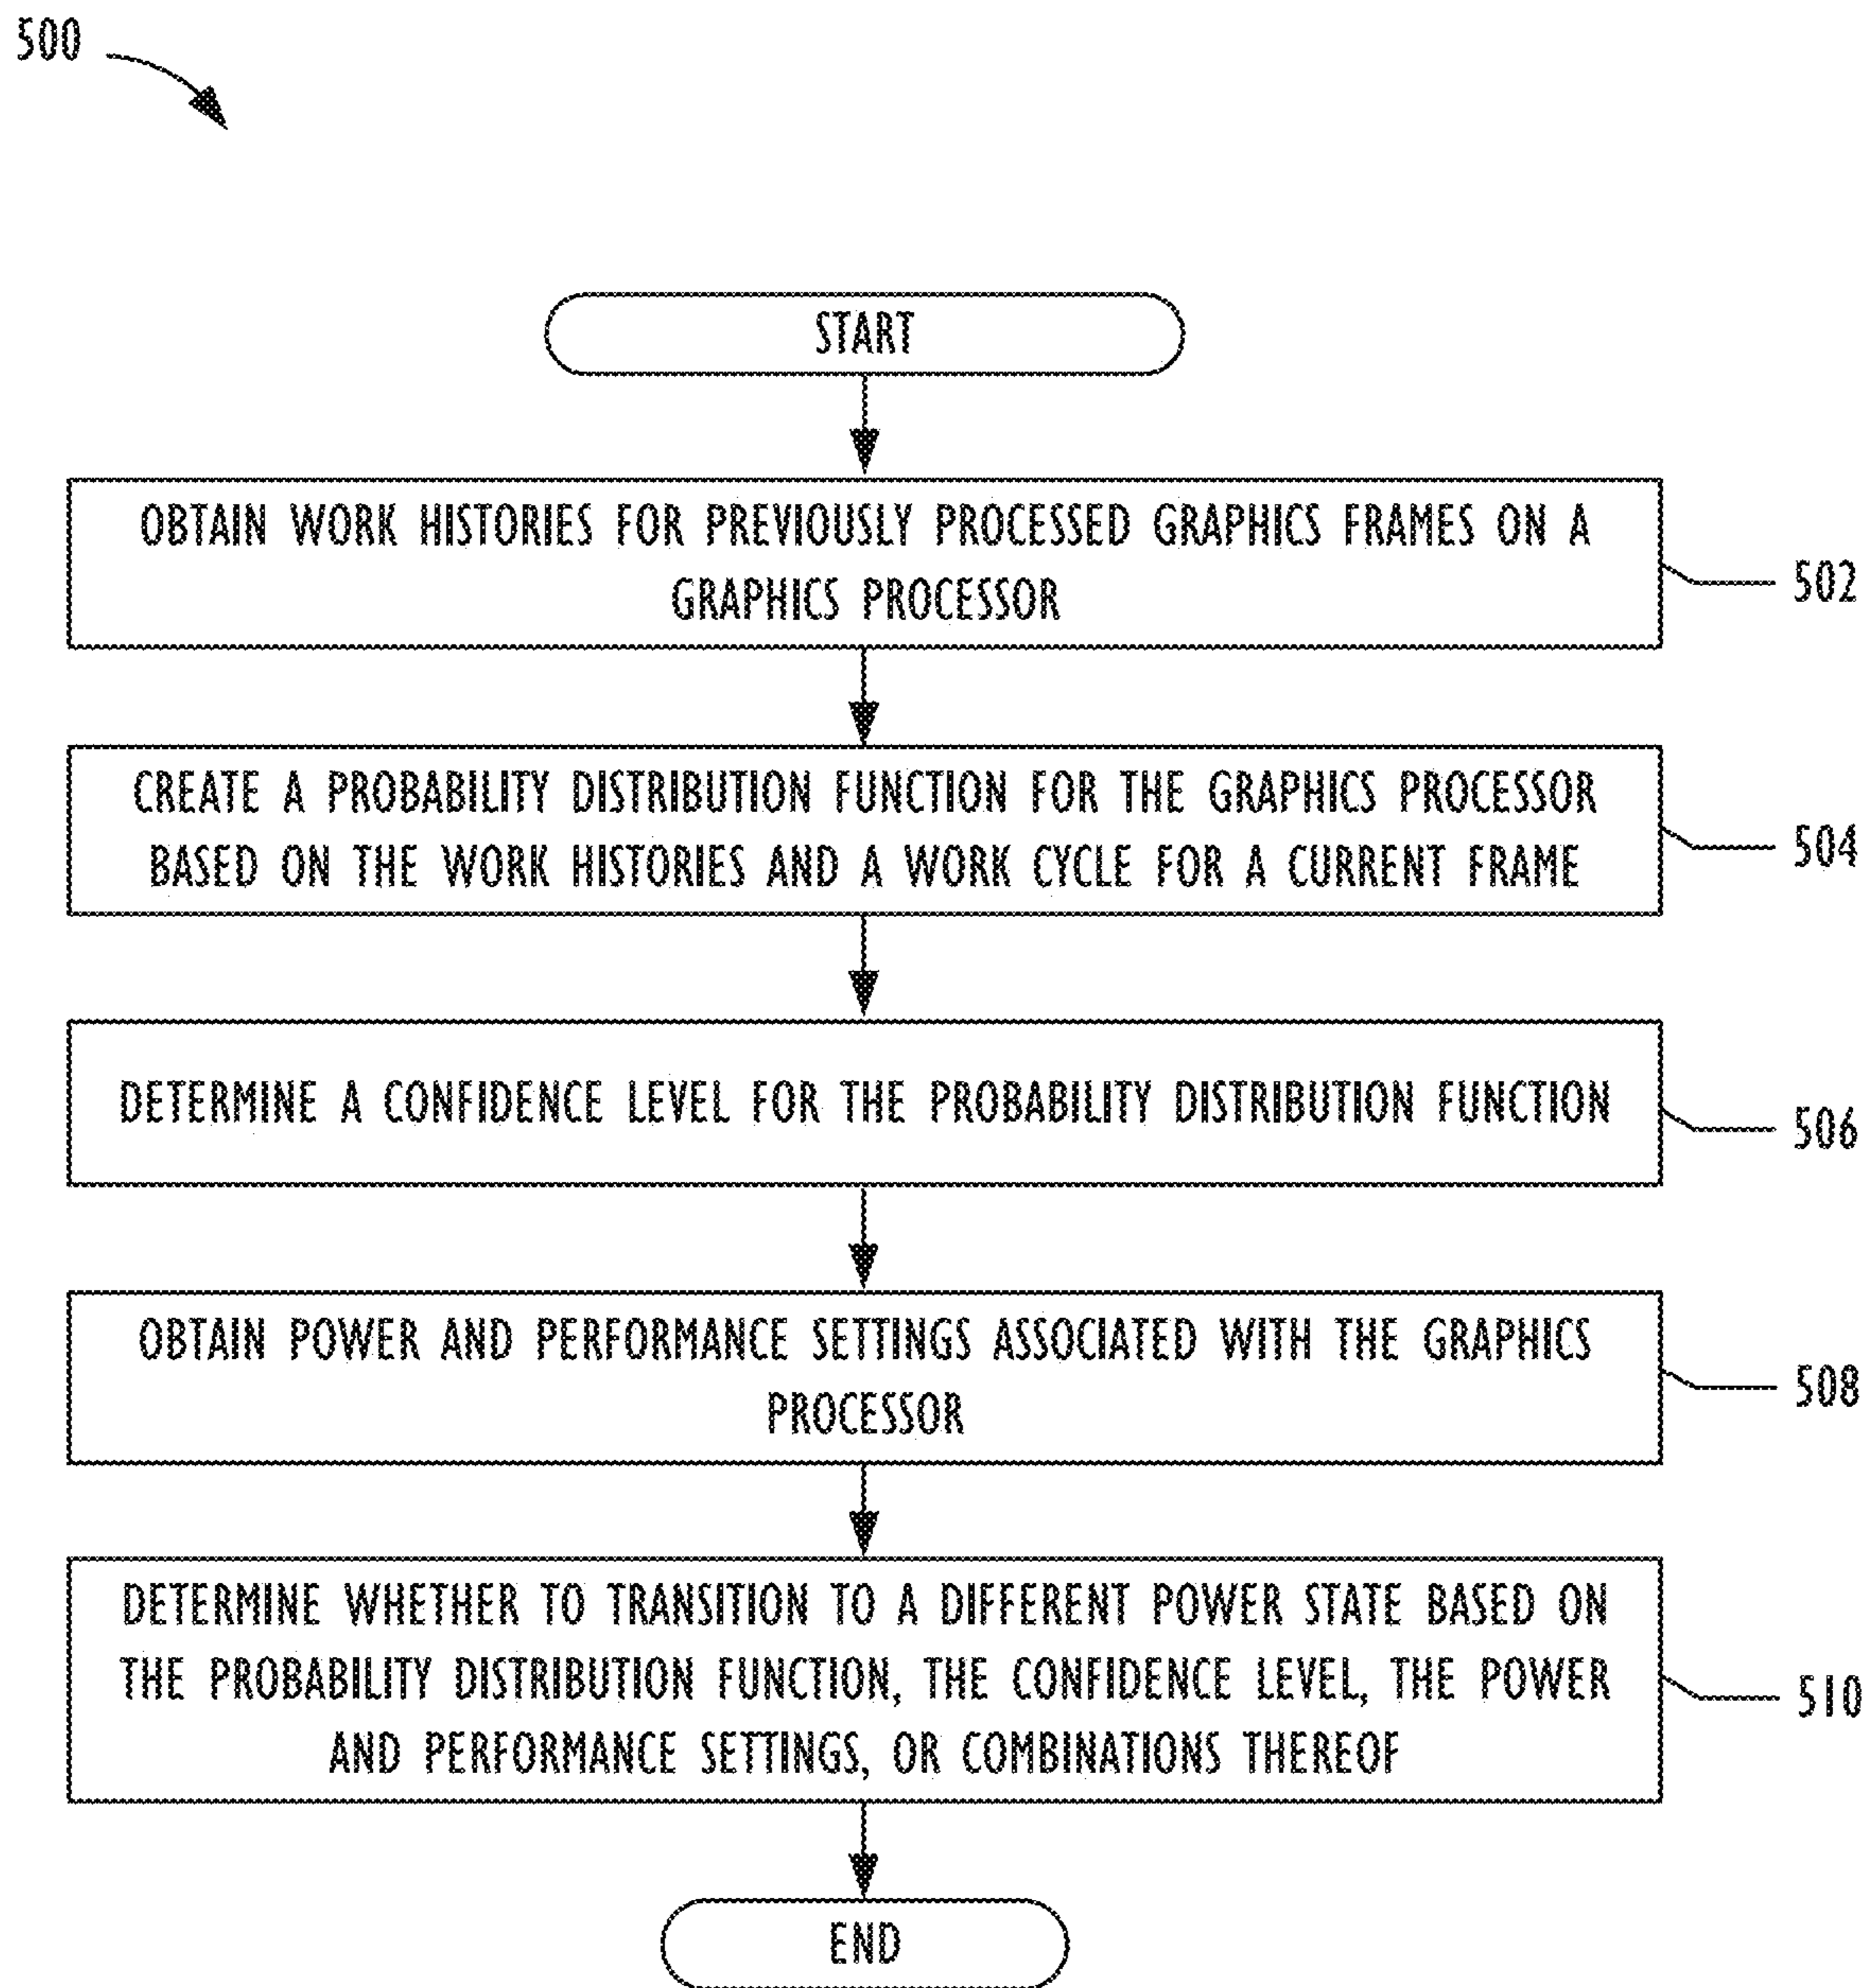 500
START
OBTAIN WORK HISTORIES FOR PREVIOUSLY PROCESSED GRAPHICS FRAMES ON A
GRAPHICS PROCESSOR
502
CREATE A PROBABILITY DISTRIBUTION FUNCTION FOR THE GRAPHICS PROCESSOR
BASED ON THE WORK HISTORIES AND A WORK CYCLE FOR A CURRENT FRAME
504
DETERMINE A CONFIDENCE LEVEL FOR THE PROBABILITY DISTRIBUTION FUNCTION
506
OBTAIN POWER AND PERFORMANCE SETTINGS ASSOCIATED WITH THE GRAPHICS
PROCESSOR
508
DETERMINE WHETHER TO TRANSITION TO A DIFFERENT POWER STATE BASED ON
THE PROBABILITY DISTRIBUTION FUNCTION, THE CONFIDENCE LEVEL, THE POWER
AND PERFORMANCE SETTINGS, OR COMBINATIONS THEREOF
510
END